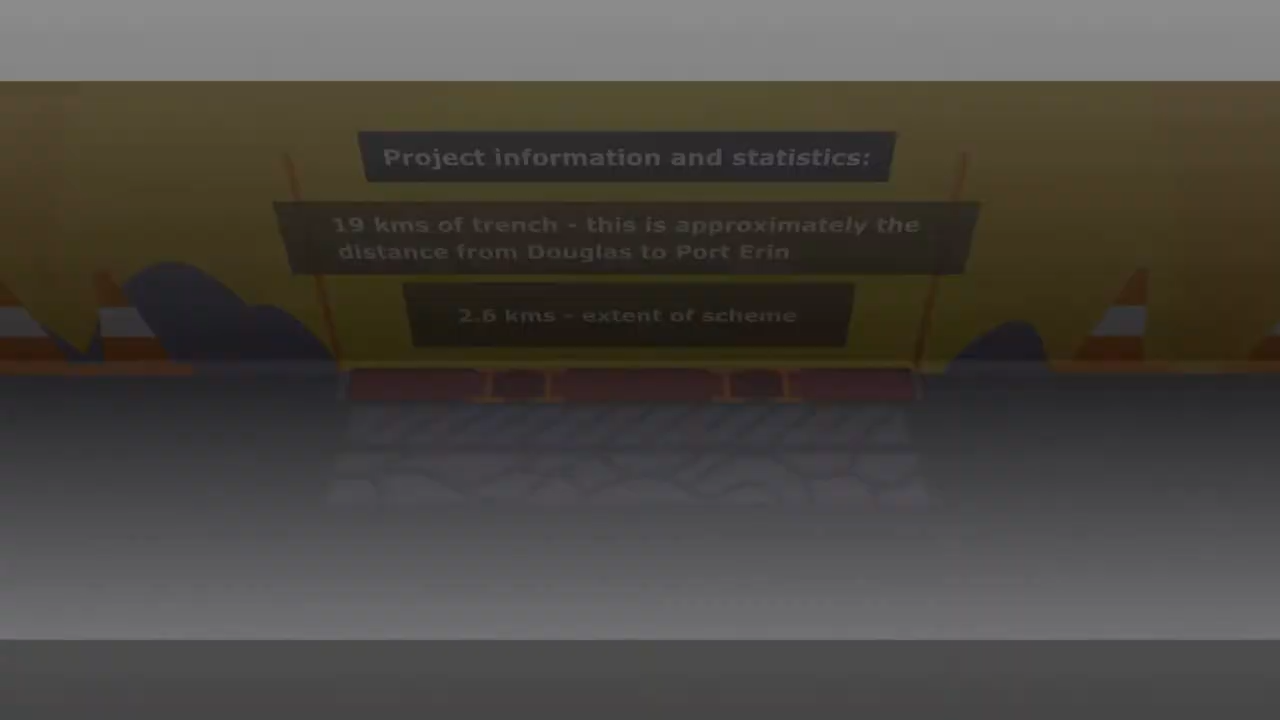 Project information and statistics:
19 kms of trench - this is approximately the
distance from Douglas to Port Erin
2.6 kms - extent of scheme